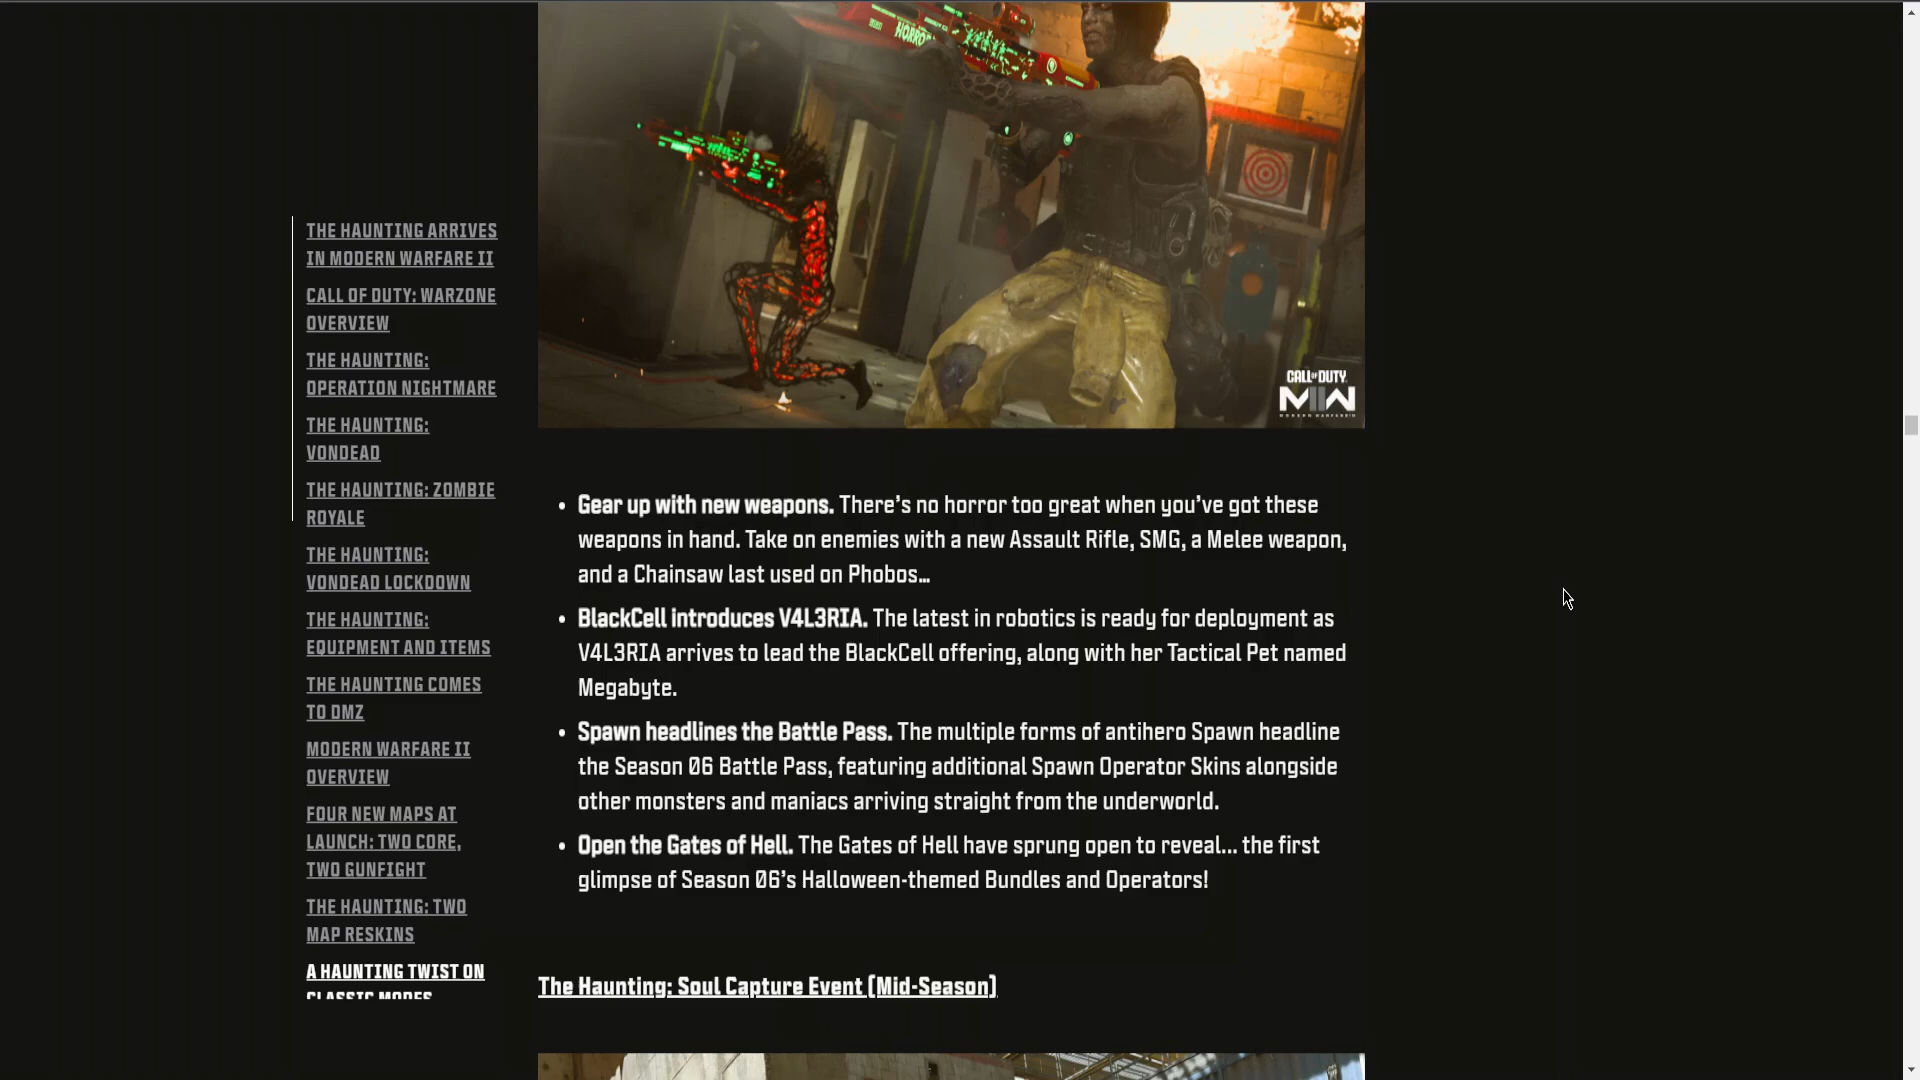 HORRO
CALL OF DUTY
MWII
MODERN WARFARE II
THE HAUNTING ARRIVES
IN MODERN WARFARE II
CALL OF DUTY: WARZONE
OVERVIEW
THE HAUNTING:
OPERATION NIGHTMARE
THE HAUNTING:
VONDEAD
THE HAUNTING: ZOMBIE
ROYALE
THE HAUNTING:
VONDEAD LOCKDOWN
THE HAUNTING:
EQUIPMENT AND ITEMS
THE HAUNTING COMES
TO DMZ
MODERN WARFARE II
OVERVIEW
FOUR NEW MAPS AT
LAUNCH: TWO CORE,
TWO GUNFIGHT
THE HAUNTING: TWO
MAP RESKINS
A HAUNTING TWIST ON
CLASSIC MODES
• Gear up with new weapons. There’s no horror too great when you’ve got these
weapons in hand. Take on enemies with a new Assault Rifle, SMG, a Melee weapon,
and a Chainsaw last used on Phobos…
• BlackCell introduces V4L3RIA. The latest in robotics is ready for deployment as
V4L3RIA arrives to lead the BlackCell offering, along with her Tactical Pet named
Megabyte.
• Spawn headlines the Battle Pass. The multiple forms of antihero Spawn headline
the Season 06 Battle Pass, featuring additional Spawn Operator Skins alongside
other monsters and maniacs arriving straight from the underworld.
• Open the Gates of Hell. The Gates of Hell have sprung open to reveal... the first
glimpse of Season 06’s Halloween-themed Bundles and Operators!
The Haunting: Soul Capture Event (Mid-Season)